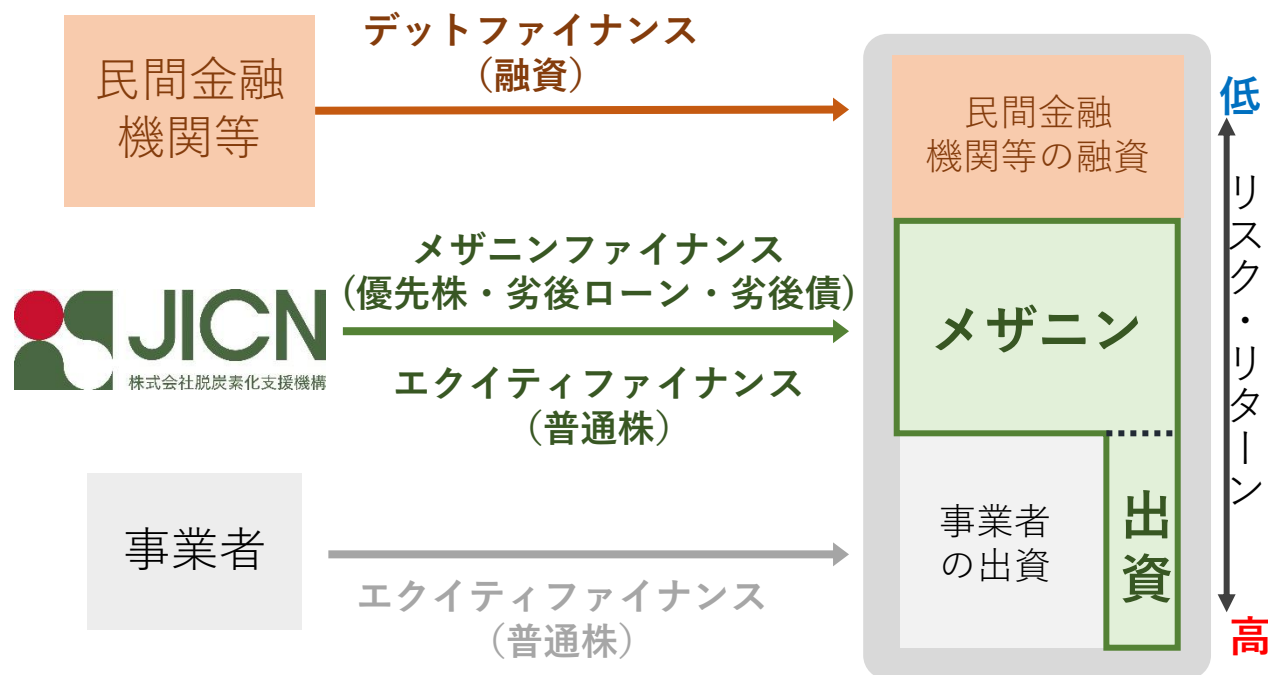 デットファイナンス
(融資)
民間金融
機関等
民間金融
機関等の融資
低
メザニンファイナンス
(優先株・劣後ローン・劣後債)
JICN
株式会社脱炭素化支援機構
エクイティファイナンス
(普通株)
メザニン
リスク・リターン
事業者
エクイティファイナンス
(普通株)
事業者
の出資
出資
高